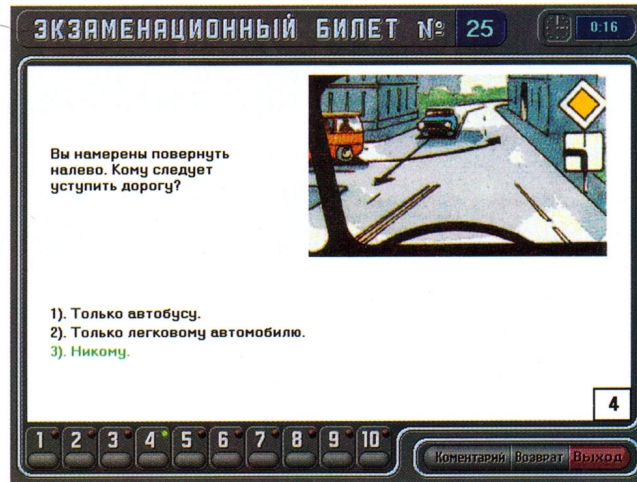 ЭКЗАМЕНАЦИОННЫЙ БИЛЕТ № 25
0:16
Вы намерены повернуть
налево. Кому следует
уступить дорогу?
1). Только автобусу.
2). Только легковому автомобилю.
3). Никому.
4
1 2 3 4 5 6 7 8 9 10
Коментарий Возврат Выход